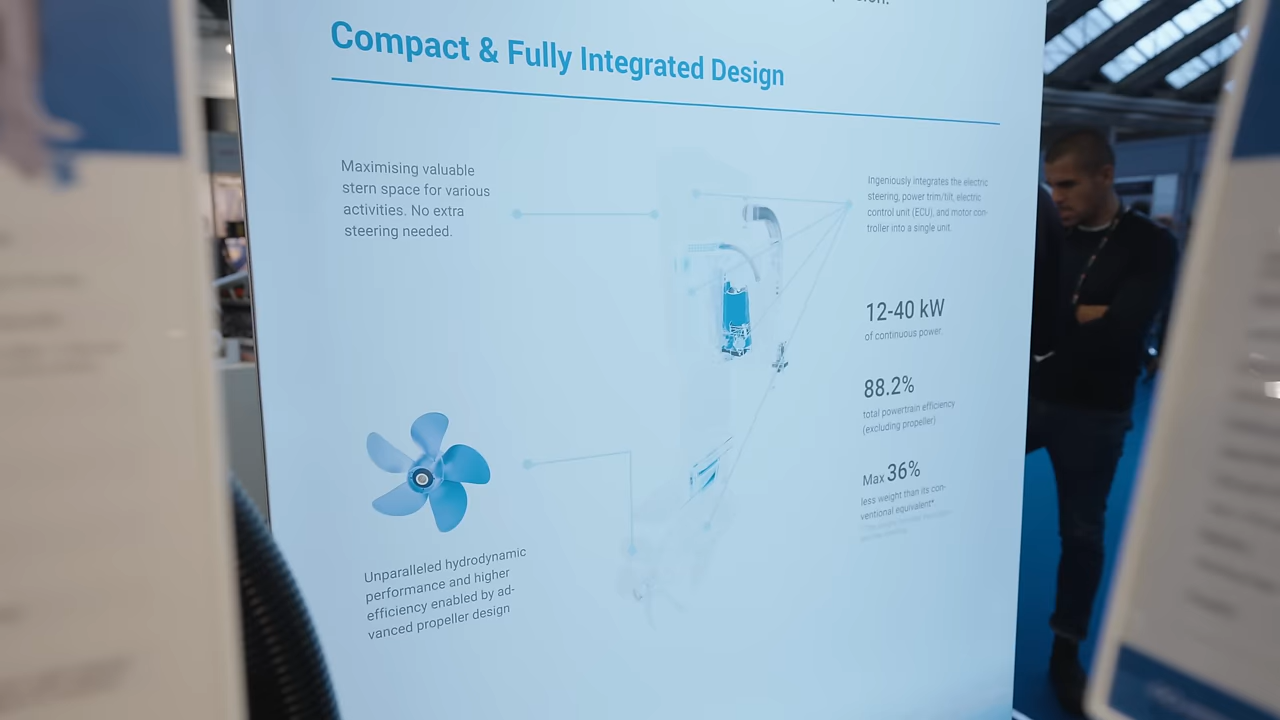 Compact & Fully Integrated Design
Maximising valuable
stern space for various
activities. No extra
steering needed.
Ingeniously integrates the electric
steering, power trim/tilt, electric
control unit (ECU), and motor con-
troller into a single unit.
12-40 kW
of continuous power
88.2%
total powertrain efficiency
(excluding propeller)
Max 36%
less weight than its con-
ventional equivalent*
Unparalleled hydrodynamic
performance and higher
efficiency enabled by ad-
vanced propeller design